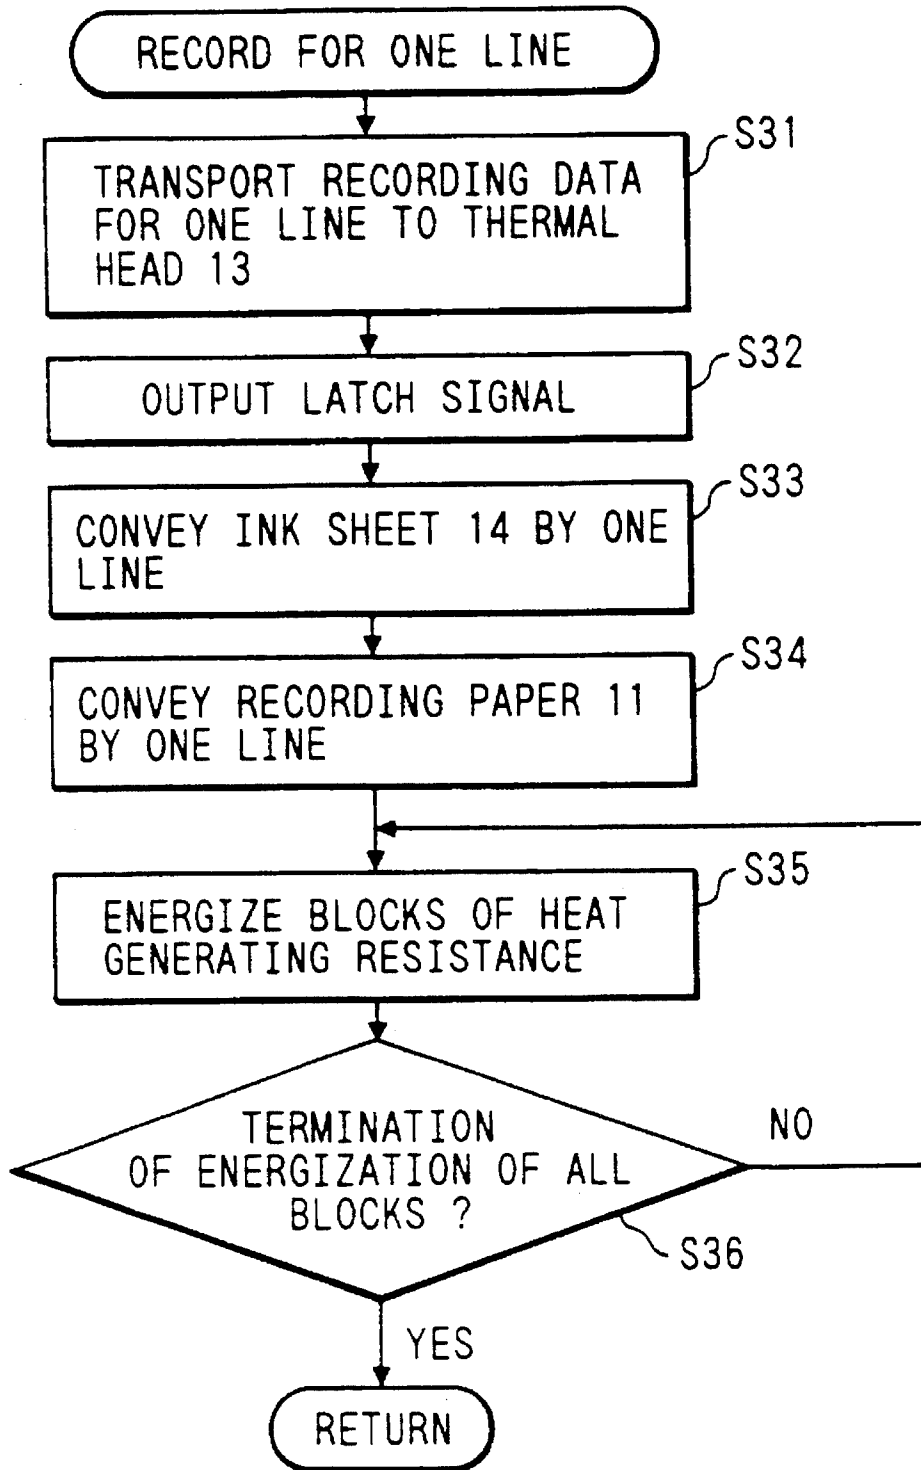 RECORD FOR ONE LINE
S31
TRANSPORT RECORDING DATA
FOR ONE LINE TO THERMAL
HEAD 13
S32
OUTPUT LATCH SIGNAL
S33
CONVEY INK SHEET 14 BY ONE
LINE
S34
CONVEY RECORDING PAPER 11
BY ONE LINE
S35
ENERGIZE BLOCKS OF HEAT
GENERATING RESISTANCE
TERMINATION
OF ENERGIZATION OF ALL
BLOCKS ?
NO
S36
YES
RETURN